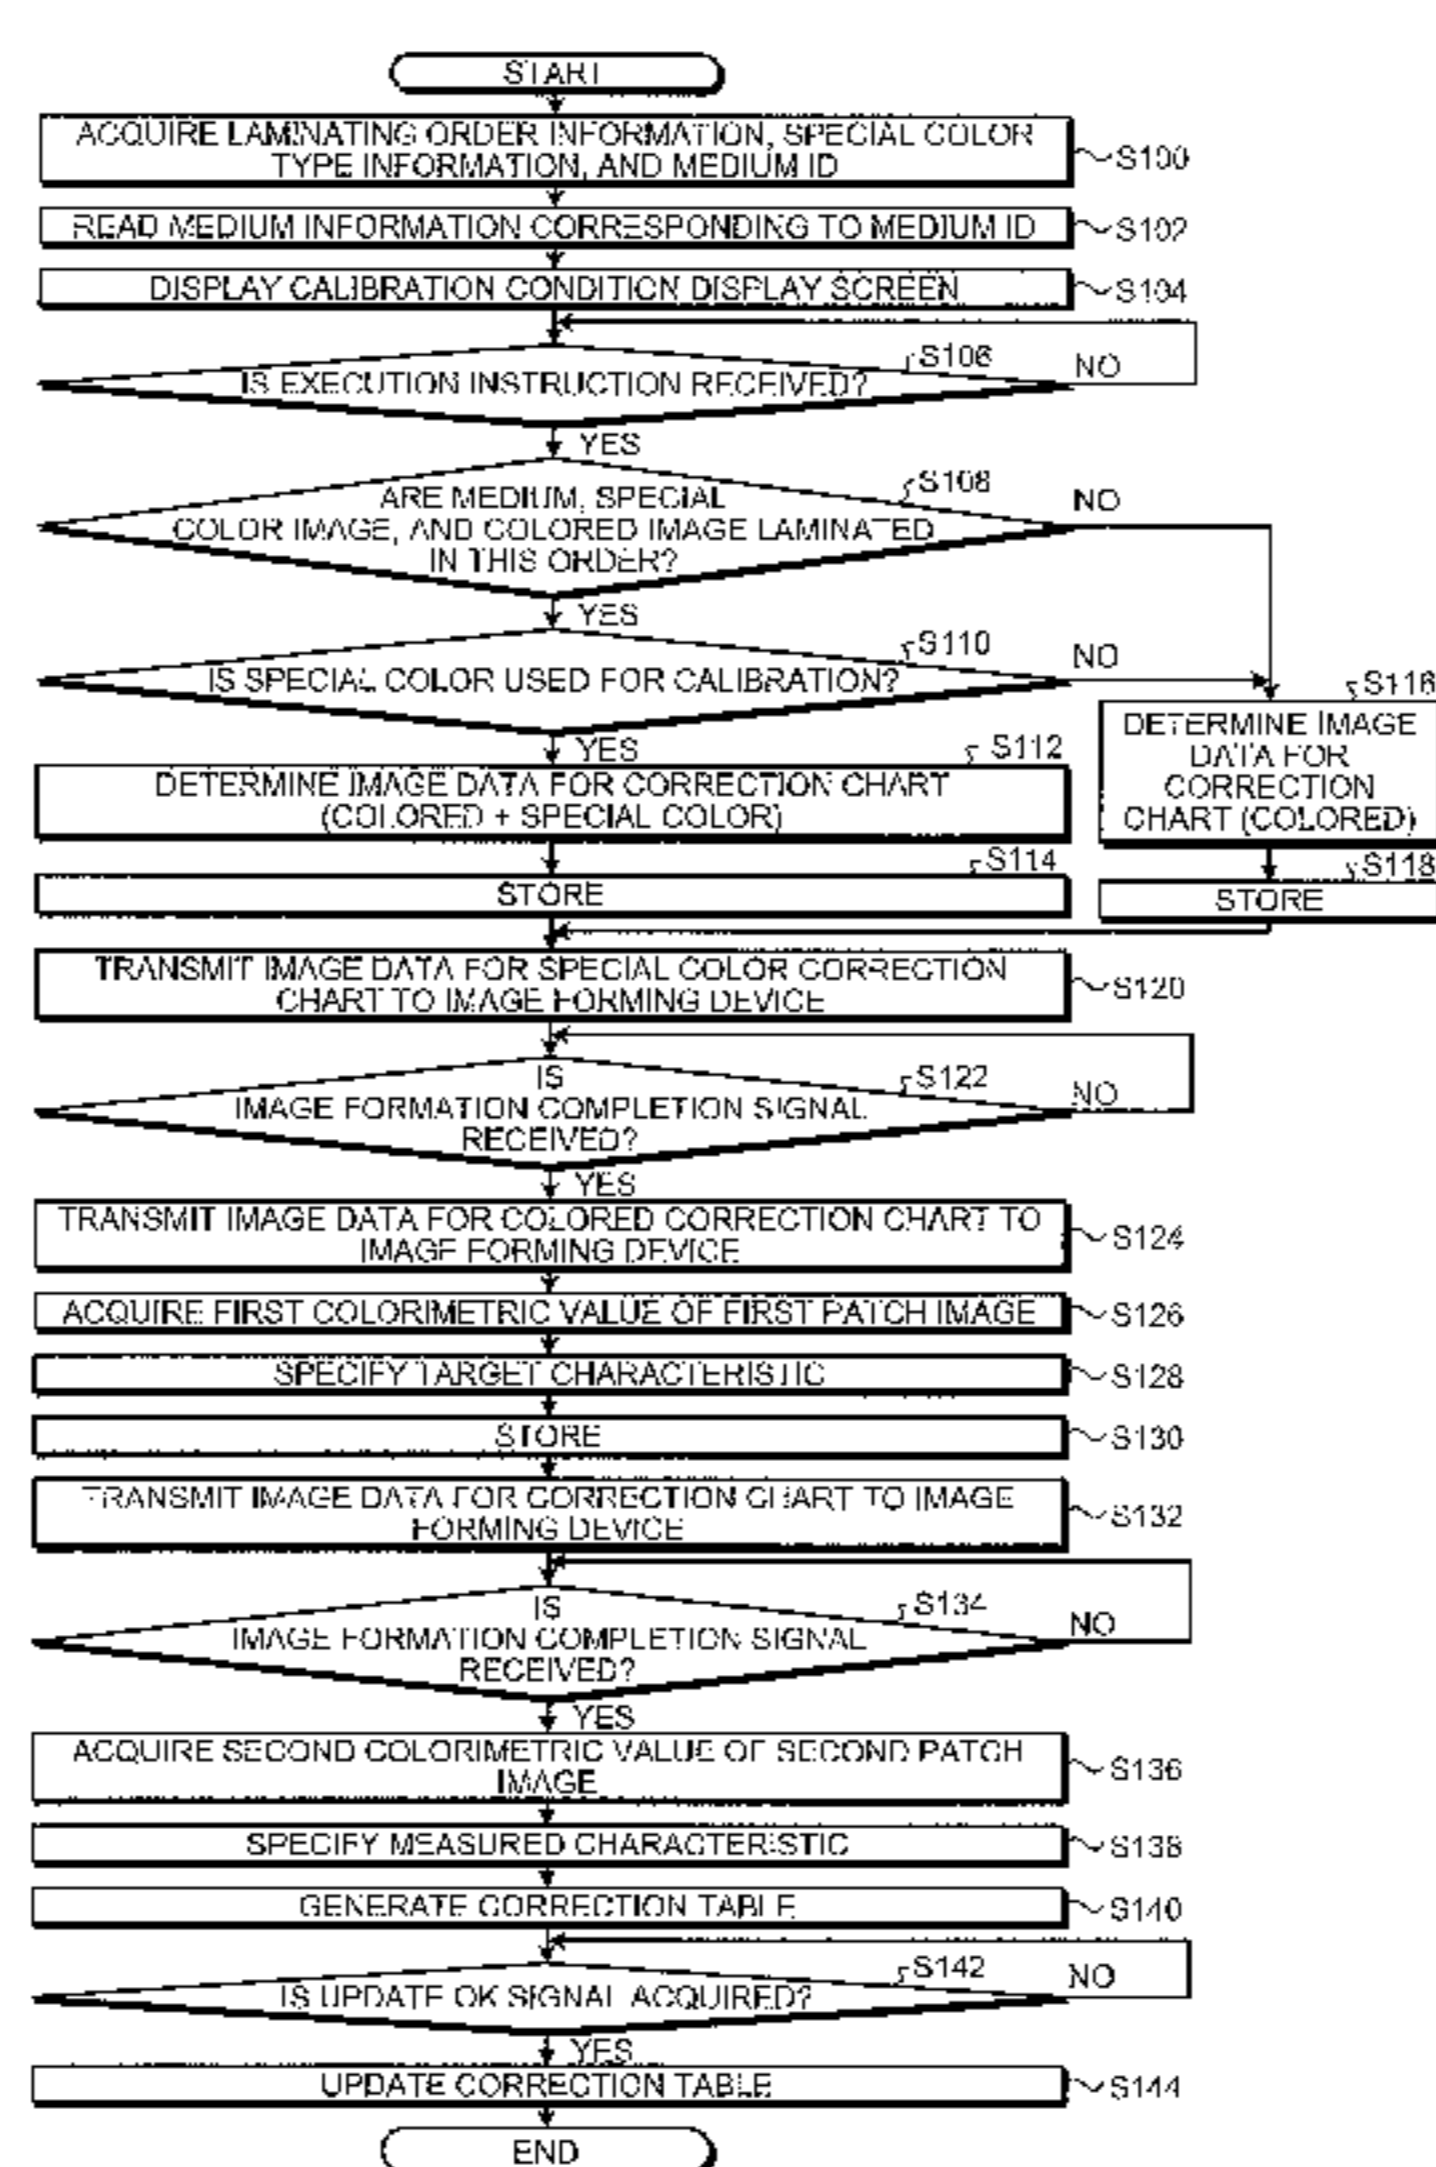 START
ACQUIRE LAMINATING ORDER INFORMATION, SPECIAL COLOR
TYPE INFORMATION, AND MEDIUM ID
S100
READ MEDIUM INFORMATION CORRESPONDING TO MEDIUM ID
S102
DISPLAY CALIBRATION CONDITION DISPLAY SCREEN
S104
S106
IS EXECUTION INSTRUCTION RECEIVED?
NO
YES
S108
ARE MEDIUM, SPECIAL
COLOR IMAGE, AND COLORED IMAGE LAMINATED
IN THIS ORDER?
NO
YES
S110
IS SPECIAL COLOR USED FOR CALIBRATION?
NO
YES
S112
DETERMINE IMAGE DATA FOR CORRECTION CHART
(COLORED + SPECIAL COLOR)
S116
DETERMINE IMAGE
DATA FOR
CORRECTION
CHART (COLORED)
S114
STORE
S118
STORE
TRANSMIT IMAGE DATA FOR SPECIAL COLOR CORRECTION
CHART TO IMAGE FORMING DEVICE
S120
S122
IS
IMAGE FORMATION COMPLETION SIGNAL
RECEIVED?
NO
YES
TRANSMIT IMAGE DATA FOR COLORED CORRECTION CHART TO
IMAGE FORMING DEVICE
S124
ACQUIRE FIRST COLORIMETRIC VALUE OF FIRST PATCH IMAGE
S126
SPECIFY TARGET CHARACTERISTIC
S128
STORE
S130
TRANSMIT IMAGE DATA FOR CORRECTION CHART TO IMAGE
FORMING DEVICE
S132
S134
IS
IMAGE FORMATION COMPLETION SIGNAL
RECEIVED?
NO
YES
ACQUIRE SECOND COLORIMETRIC VALUE OF SECOND PATCH
IMAGE
S136
SPECIFY MEASURED CHARACTERISTIC
S138
GENERATE CORRECTION TABLE
S140
S142
IS UPDATE OK SIGNAL ACQUIRED?
NO
YES
UPDATE CORRECTION TABLE
S144
END